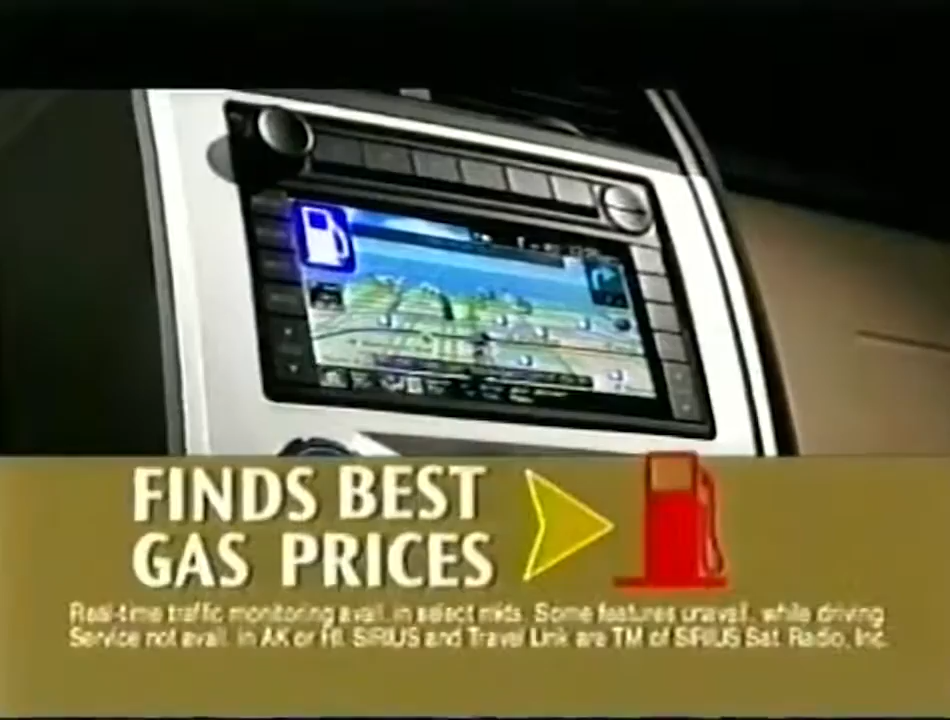 FINDS BEST
GAS PRICES
Real-time traffic monitoring avail. in select mkts. Some features unavail. while driving
Service not avail. in AK or HI. SIRIUS and Travel Link are TM of SIRIUS Sat. Radio, Inc.